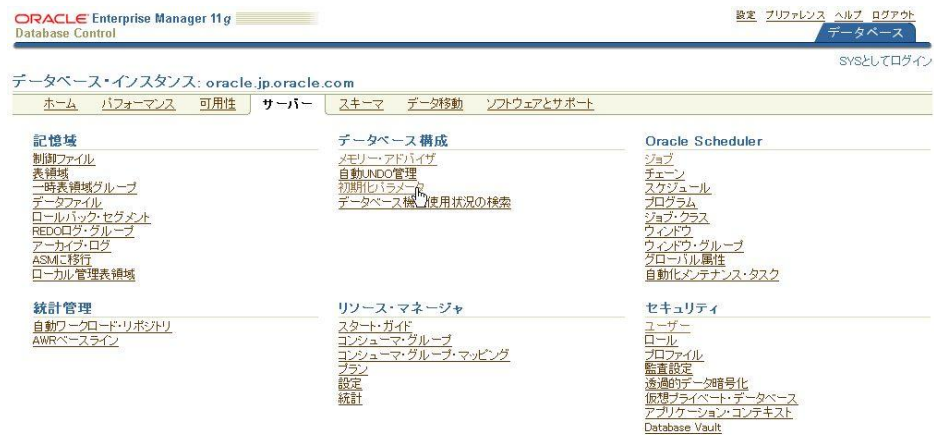 ORACLE Enterprise Manager 11g
Database Control
設定 プリファレンス ヘルプ ログアウト
データベース
SYSとしてログイン
データベース・インスタンス: oracle.jp.oracle.com
ホーム パフォーマンス 可用性 サーバー スキーマ データ移動 ソフトウェアとサポート
記憶域
制御ファイル
表領域
一時表領域グループ
データファイル
ロールバック・セグメント
REDOログ・グループ
アーカイブ・ログ
ASMに移行
ローカル管理表領域
データベース構成
メモリー・アドバイザ
自動UNDO管理
初期化パラメータ
データベース機 使用状況の検索
Oracle Scheduler
ジョブ
チェーン
スケジュール
プログラム
ジョブ・クラス
ウィンドウ
ウィンドウ・グループ
グローバル属性
自動化メンテナンス・タスク
統計管理
自動ワークロード・リポジトリ
AWRベースライン
リソース・マネージャ
スタート・ガイド
コンシューマ・グループ
コンシューマ・グループ・マッピング
プラン
設定
統計
セキュリティ
ユーザー
ロール
プロファイル
監査設定
透過的データ暗号化
仮想プライベート・データベース
アプリケーション・コンテキスト
Database Vault